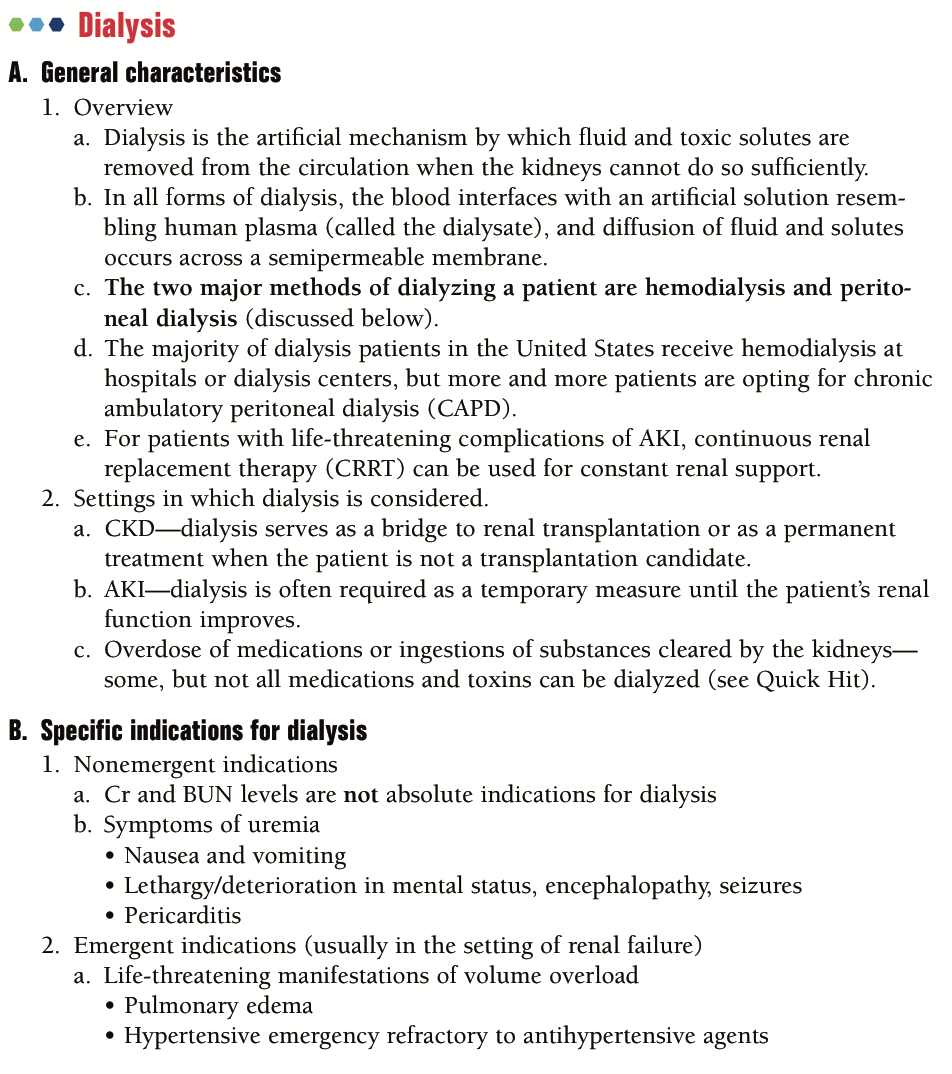 Dialysis
A. General characteristics
1. Overview
a. Dialysis is the artificial mechanism by which fluid and toxic solutes are
removed from the circulation when the kidneys cannot do so sufficiently.
b. In all forms of dialysis, the blood interfaces with an artificial solution resem-
bling human plasma (called the dialysate), and diffusion of fluid and solutes
occurs across a semipermeable membrane.
c. The two major methods of dialyzing a patient are hemodialysis and perito-
neal dialysis (discussed below).
d. The majority of dialysis patients in the United States receive hemodialysis at
hospitals or dialysis centers, but more and more patients are opting for chronic
ambulatory peritoneal dialysis (CAPD).
e. For patients with life-threatening complications of AKI, continuous renal
replacement therapy (CRRT) can be used for constant renal support.
2. Settings in which dialysis is considered.
a. CKD—dialysis serves as a bridge to renal transplantation or as a permanent
treatment when the patient is not a transplantation candidate.
b. AKI—dialysis is often required as a temporary measure until the patient's renal
function improves.
c. Overdose of medications or ingestions of substances cleared by the kidneys—
some, but not all medications and toxins can be dialyzed (see Quick Hit).
B. Specific indications for dialysis
1. Nonemergent indications
a. Cr and BUN levels are not absolute indications for dialysis
b. Symptoms of uremia
• Nausea and vomiting
• Lethargy/deterioration in mental status, encephalopathy, seizures
• Pericarditis
2. Emergent indications (usually in the setting of renal failure)
a. Life-threatening manifestations of volume overload
• Pulmonary edema
• Hypertensive emergency refractory to antihypertensive agents